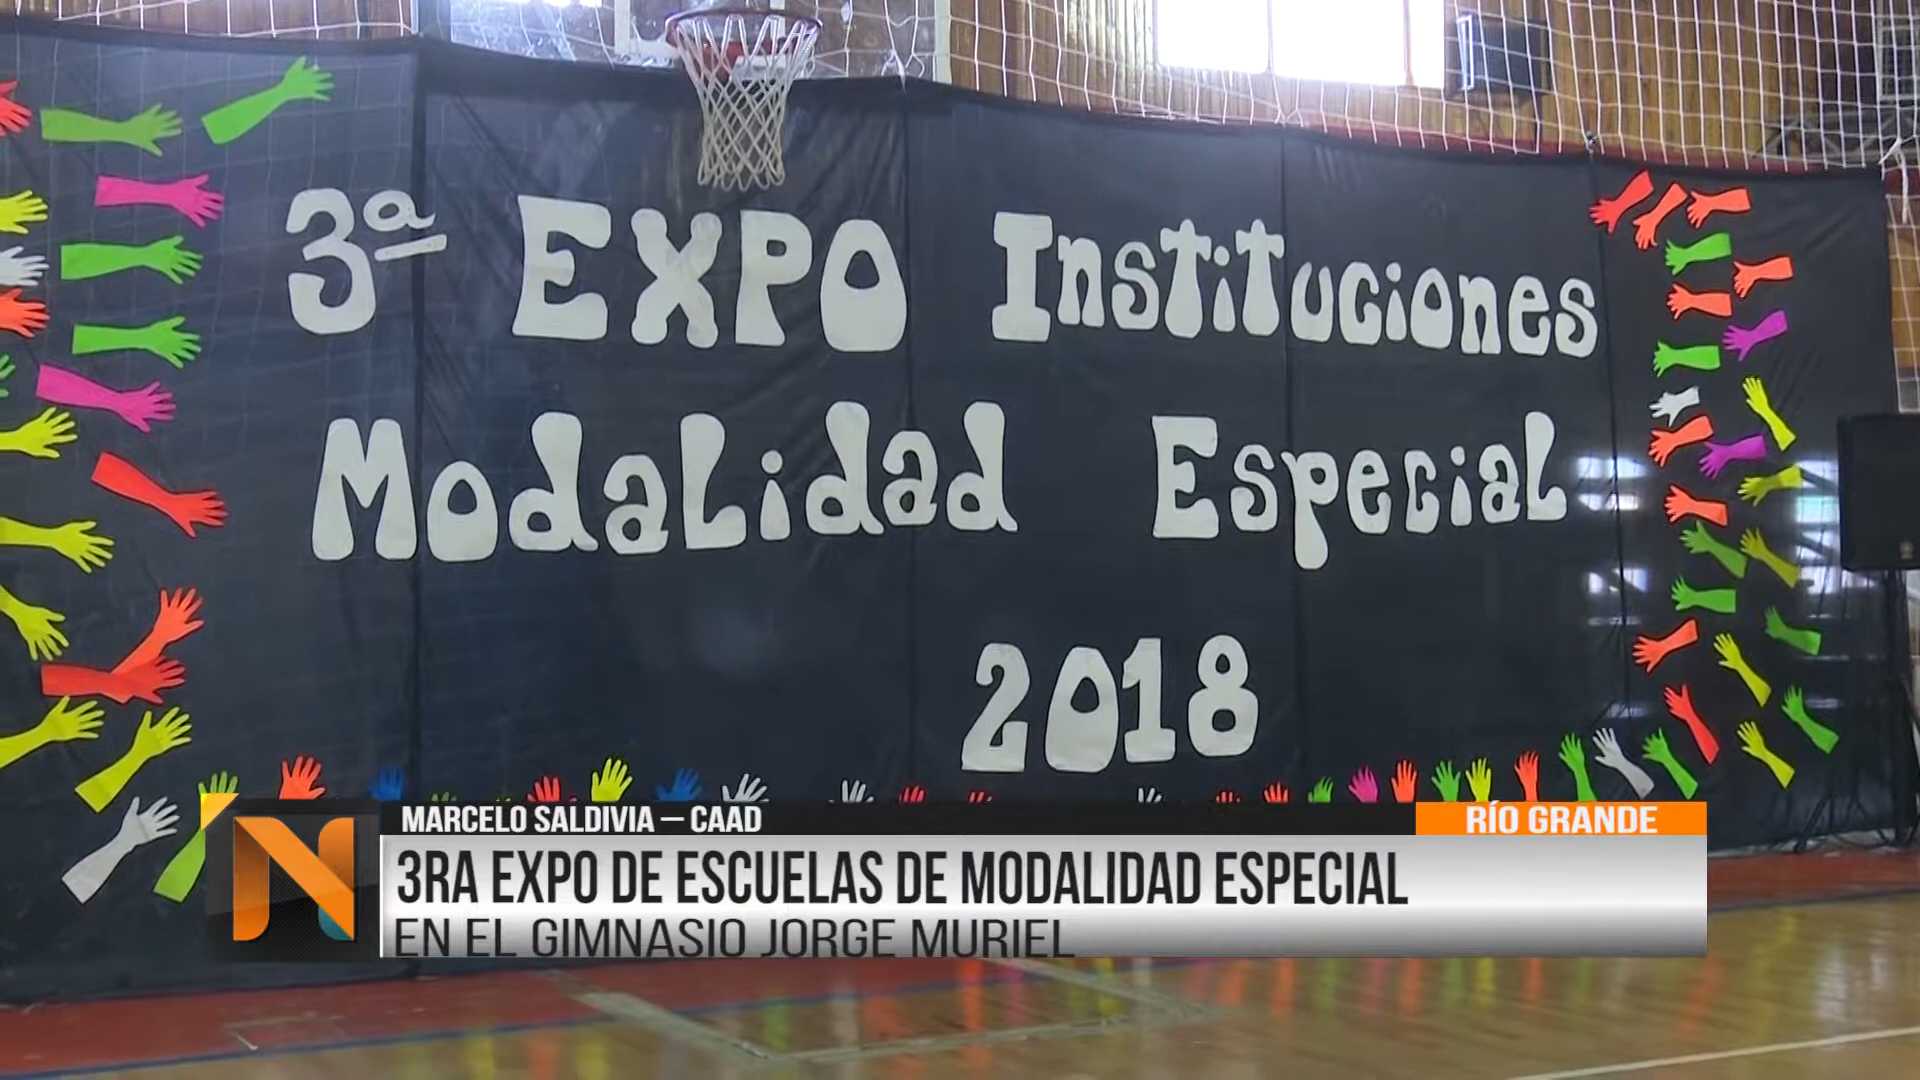 3ª EXPO Instituciones
Modalidad Especial
2018
MARCELO SALDIVIA – CAAD
RÍO GRANDE
3RA EXPO DE ESCUELAS DE MODALIDAD ESPECIAL
EN EL GIMNASIO JORGE MURIEL